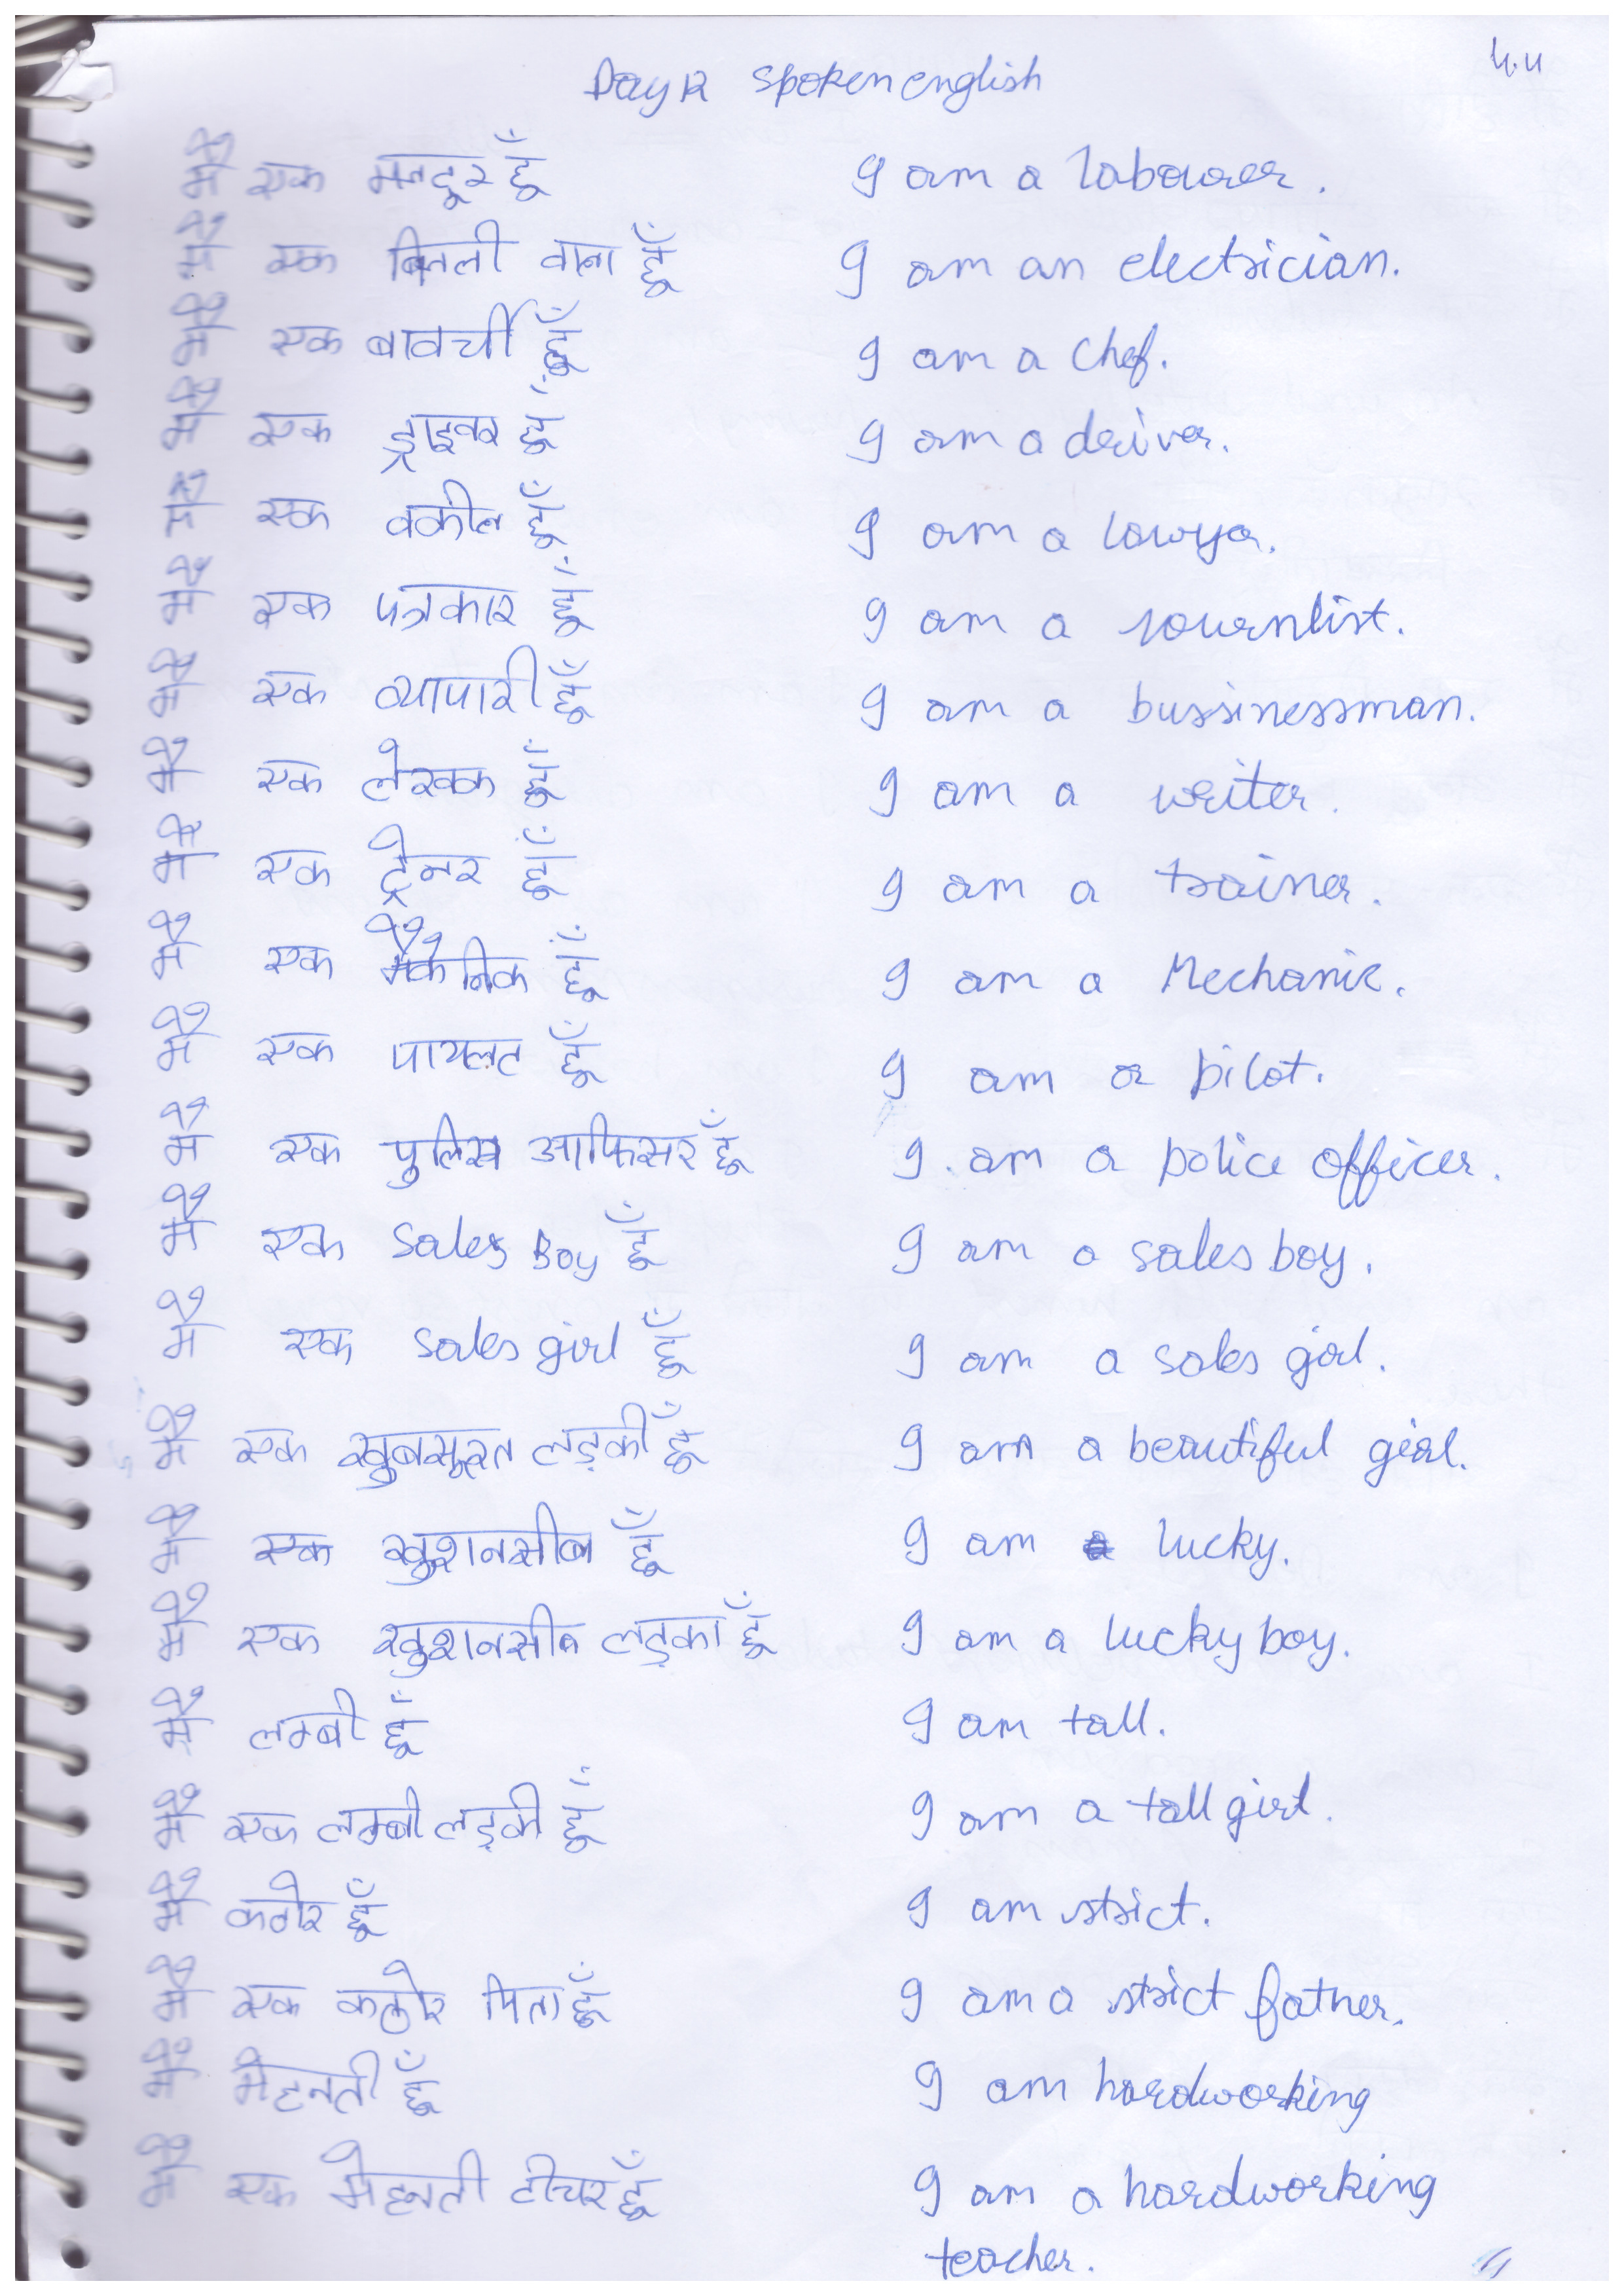 Day 12 spoken english
मैं एक मजदूर हूँ I am a labourer.
मैं एक बिजली वाला हूँ I am an electrician.
मैं एक बावर्ची हूँ I am a chef.
मैं एक ड्राइवर हूँ I am a driver.
मैं एक वकील हूँ I am a lawyer.
मैं एक पत्रकार हूँ I am a journlist.
मैं एक व्यापारी हूँ I am a bussinessman.
मैं एक लेखक हूँ I am a writer.
मैं एक ट्रेनर हूँ I am a trainer.
मैं एक मैकेनिक हूँ I am a Mechanic.
मैं एक पायलट हूँ I am a pilot.
मैं एक पुलिस आफिसर हूँ I am a police officer.
मैं एक Sales Boy हूँ I am a sales boy.
मैं एक sales girl हूँ I am a sales girl.
मैं एक खुबसूरत लड़की हूँ I am a beautiful girl.
मैं एक खुशनसीब हूँ I am lucky.
मैं एक खुशनसीब लड़का हूँ I am a lucky boy.
मैं लम्बी हूँ I am tall.
मैं एक लम्बी लड़की हूँ I am a tall girl.
मैं कठोर हूँ I am strict.
मैं एक कठोर पिता हूँ I am a strict father.
मैं मेहनती हूँ I am hardworking
मैं एक मेहनती टीचर हूँ I am a hardworking
teacher.